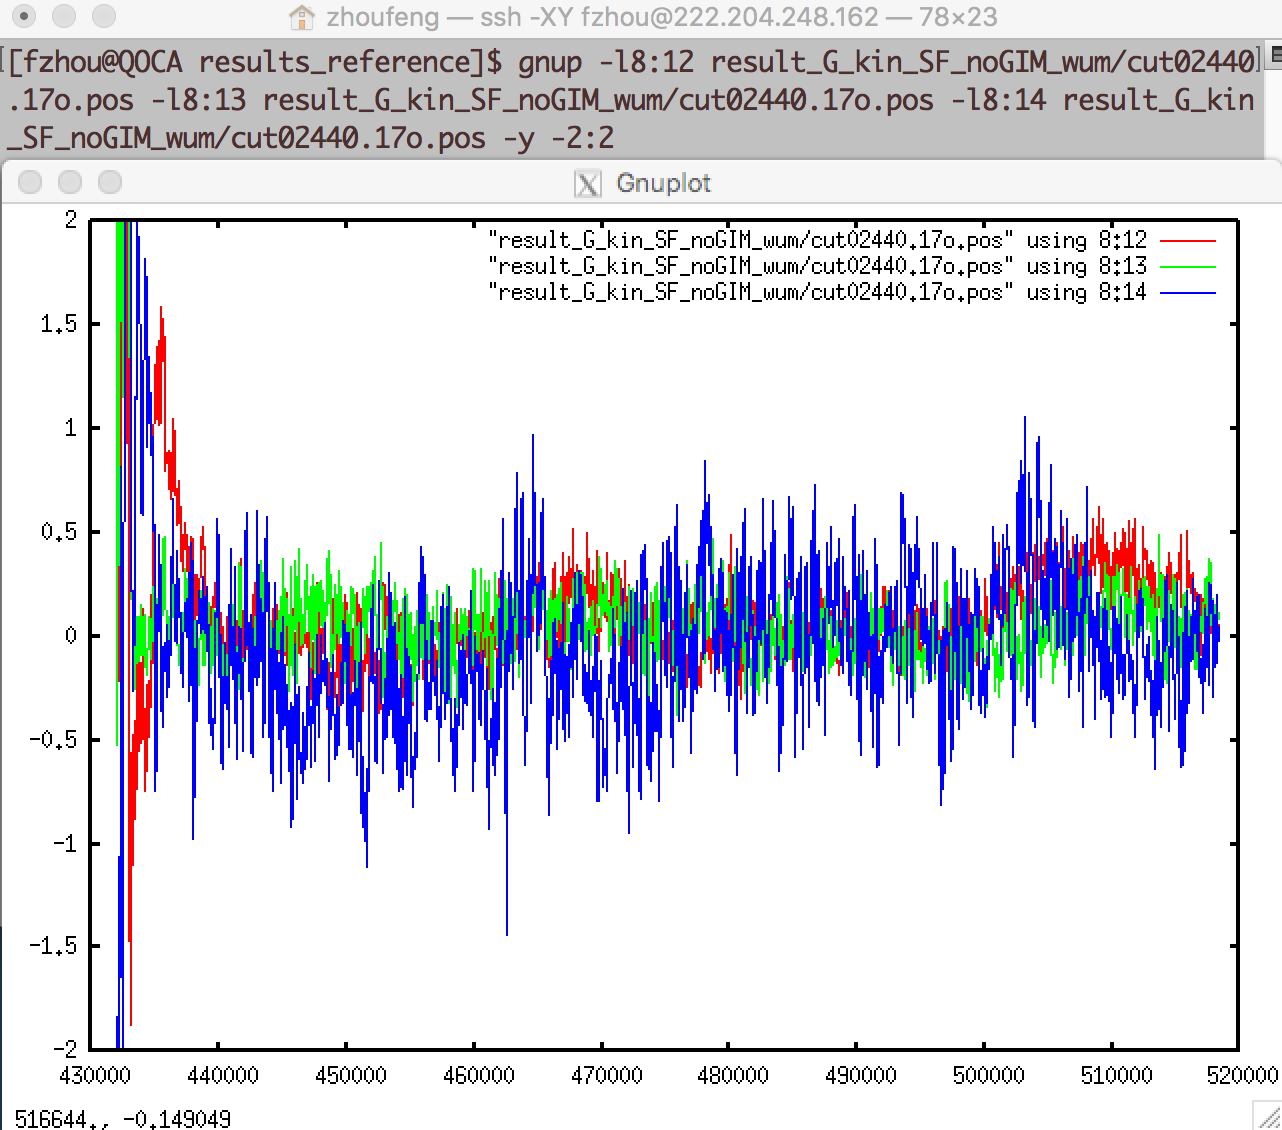 zhoufeng — ssh -XY fzhou@222.204.248.162 — 78×23
[fzhou@QOCA results_reference]$ gnup -l8:12 result_G_kin_SF_noGIM_wum/cut02440
.17o.pos -l8:13 result_G_kin_SF_noGIM_wum/cut02440.17o.pos -l8:14 result_G_kin
_SF_noGIM_wum/cut02440.17o.pos -y -2:2
X Gnuplot
"result_G_kin_SF_noGIM_wum/cut02440.17o.pos" using 8:12
"result_G_kin_SF_noGIM_wum/cut02440.17o.pos" using 8:13
"result_G_kin_SF_noGIM_wum/cut02440.17o.pos" using 8:14
2
1.5
1
0.5
0
-0.5
-1
-1.5
-2
430000 440000 450000 460000 470000 480000 490000 500000 510000 520000
516644., -0.149049